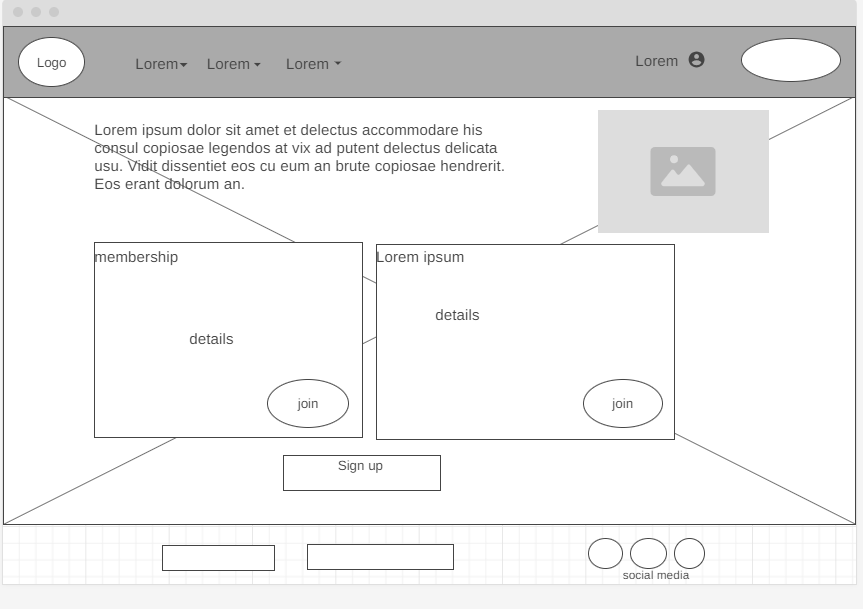 Logo
Lorem
Lorem
Lorem
Lorem
Lorem ipsum dolor sit amet et delectus accommodare his
consul copiosae legendos at vix ad putent delectus delicata
usu. Vidit dissentiet eos cu eum an brute copiosae hendrerit.
Eos erant dolorum an.
membership
details
join
Lorem ipsum
details
join
Sign up
social media